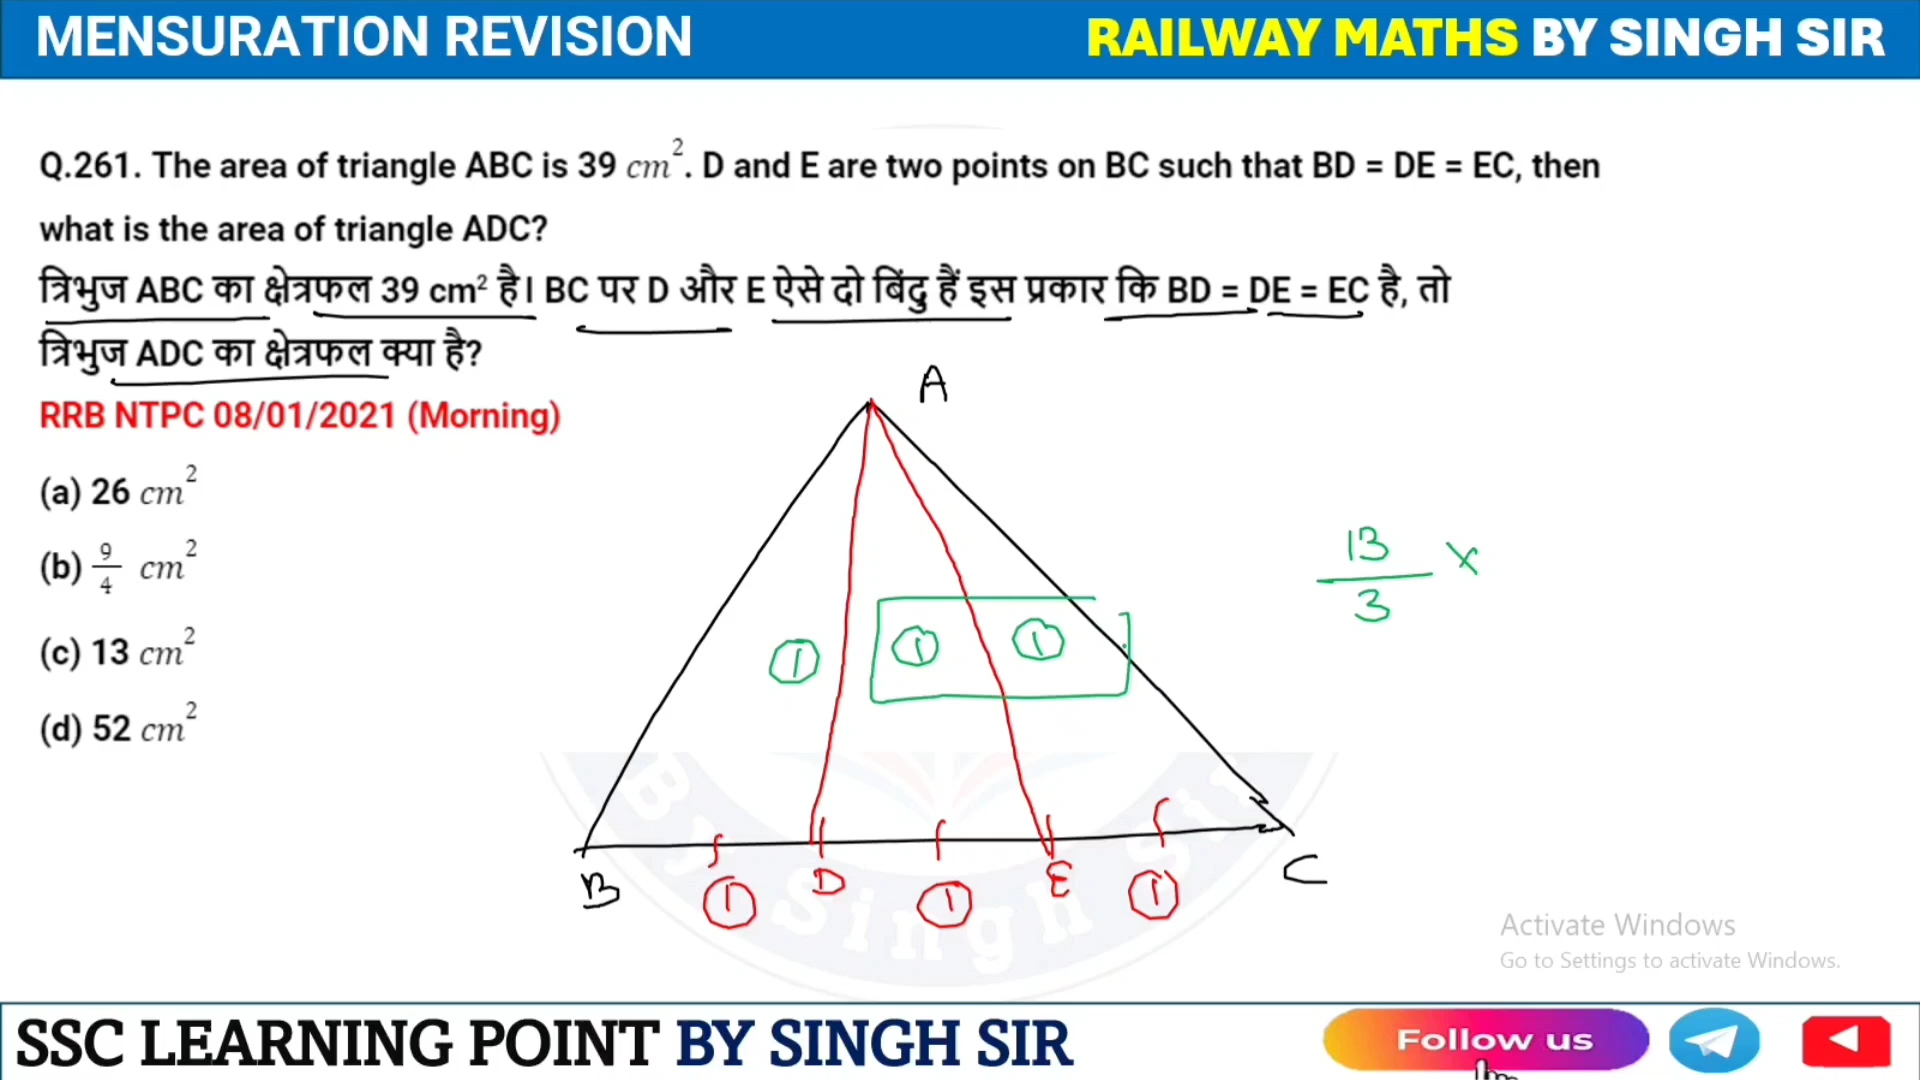 MENSURATION REVISION
RAILWAY MATHS BY SINGH SIR
Q.261. The area of triangle ABC is 39 cm². D and E are two points on BC such that BD = DE = EC, then
what is the area of triangle ADC?
त्रिभुज ABC का क्षेत्रफल 39 cm² है। BC पर D और E ऐसे दो बिंदु हैं इस प्रकार कि BD = DE = EC है, तो
त्रिभुज ADC का क्षेत्रफल क्या है?
RRB NTPC 08/01/2021 (Morning)
(a) 26 cm²
(b) 9/4 cm²
(c) 13 cm²
(d) 52 cm²
A
13/3 ×
1 1 1
B D E C
1 1 1
By Singh Sir
Activate Windows
Go to Settings to activate Windows.
SSC LEARNING POINT BY SINGH SIR
Follow us